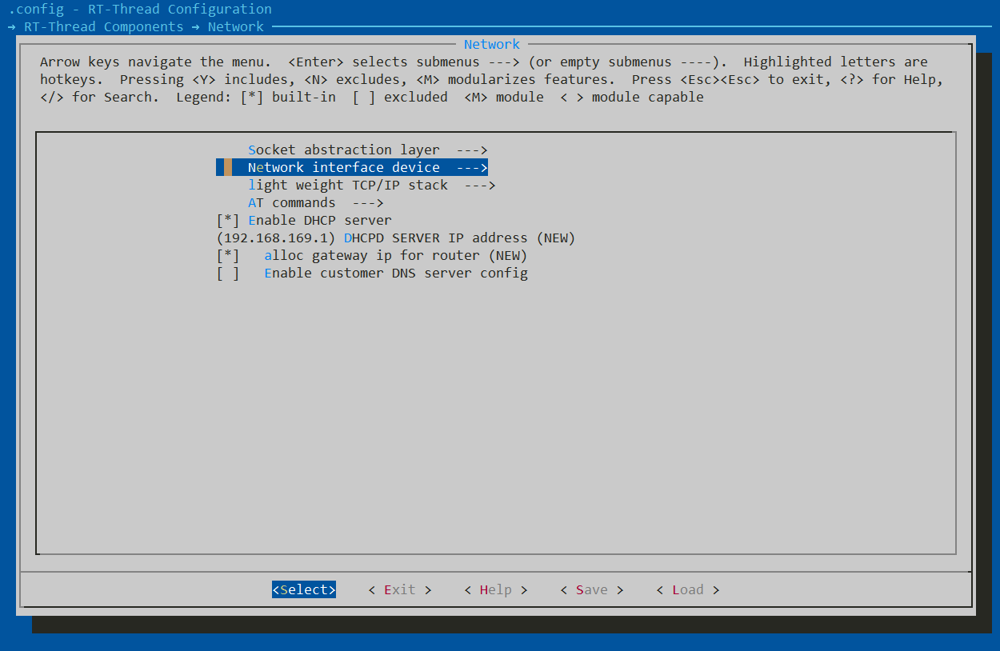 .config - RT-Thread Configuration
→ RT-Thread Components → Network
Network
Arrow keys navigate the menu.  <Enter> selects submenus ---> (or empty submenus ----).  Highlighted letters are
hotkeys.  Pressing <Y> includes, <N> excludes, <M> modularizes features.  Press <Esc><Esc> to exit, <?> for Help,
</> for Search.  Legend: [*] built-in  [ ] excluded  <M> module  < > module capable
Socket abstraction layer  --->
Network interface device  --->
light weight TCP/IP stack  --->
AT commands  --->
[*] Enable DHCP server
(192.168.169.1) DHCPD SERVER IP address (NEW)
[*]   alloc gateway ip for router (NEW)
[ ]   Enable customer DNS server config
<Select>    < Exit >    < Help >    < Save >    < Load >